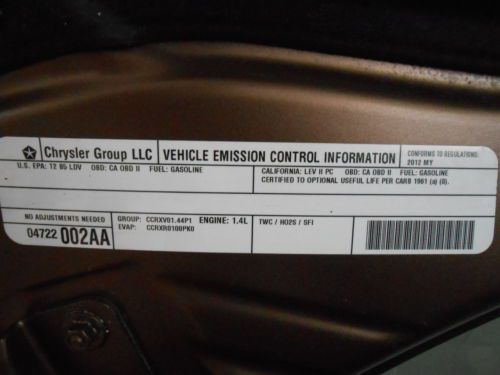 Chrysler Group LLC VEHICLE EMISSION CONTROL INFORMATION CONFORMS TO REGULATIONS:
2012 MY
U.S. EPA: T2 B5 LDV OBD: CA OBD II FUEL: GASOLINE
CALIFORNIA: LEV II PC OBD: CA OBD II FUEL: GASOLINE
CERTIFIED TO OPTIONAL USEFUL LIFE PER CARB 1961 (a) (8).
NO ADJUSTMENTS NEEDED
04722 002AA
GROUP: CCRXV01.44P1 ENGINE: 1.4L
EVAP: CCRXR0100PK0
TWC / HO2S / SFI